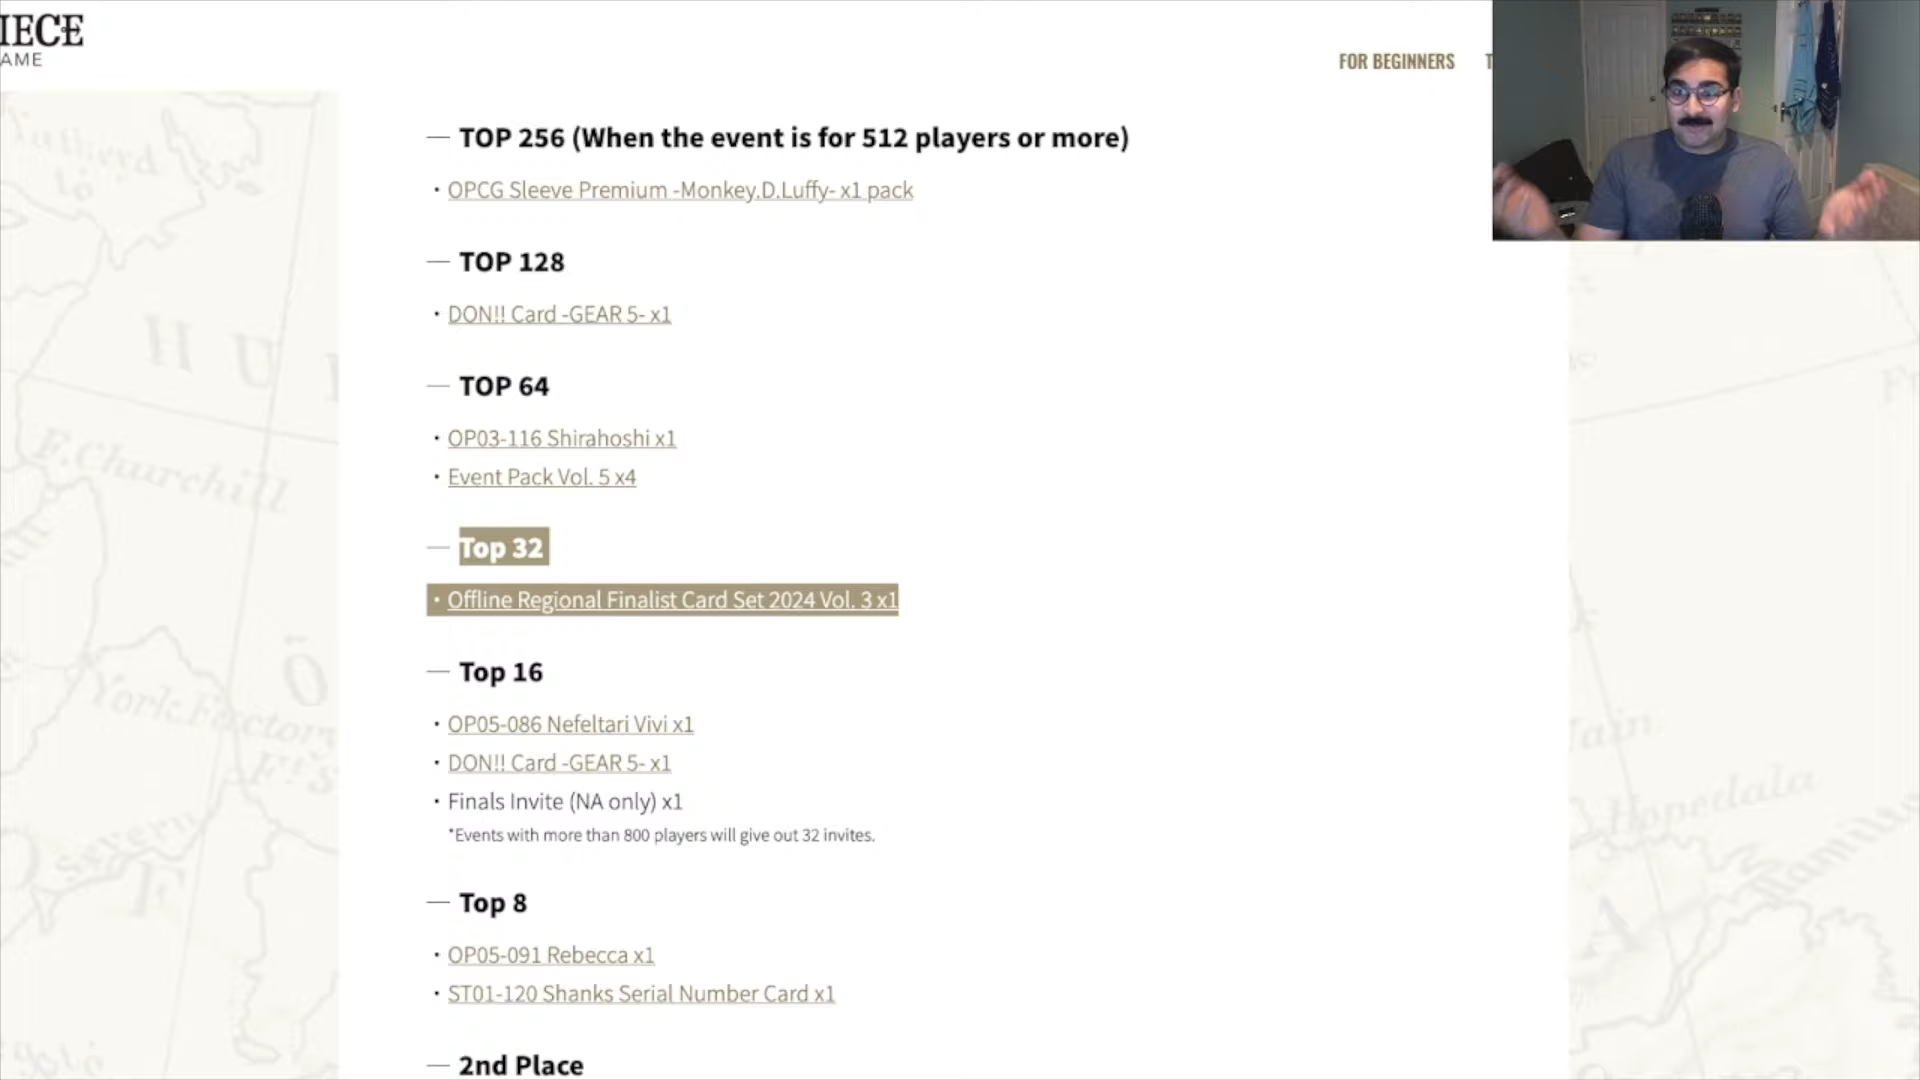 IECE
AME
FOR BEGINNERS
TOP 256 (When the event is for 512 players or more)
・OPCG Sleeve Premium -Monkey.D.Luffy- x1 pack
TOP 128
・DON!! Card -GEAR 5- x1
TOP 64
・OP03-116 Shirahoshi x1
・Event Pack Vol. 5 x4
Top 32
・Offline Regional Finalist Card Set 2024 Vol. 3 x1
Top 16
・OP05-086 Nefeltari Vivi x1
・DON!! Card -GEAR 5- x1
・Finals Invite (NA only) x1
*Events with more than 800 players will give out 32 invites.
Top 8
・OP05-091 Rebecca x1
・ST01-120 Shanks Serial Number Card x1
2nd Place
F.Churchill
York Factory
Hopedala